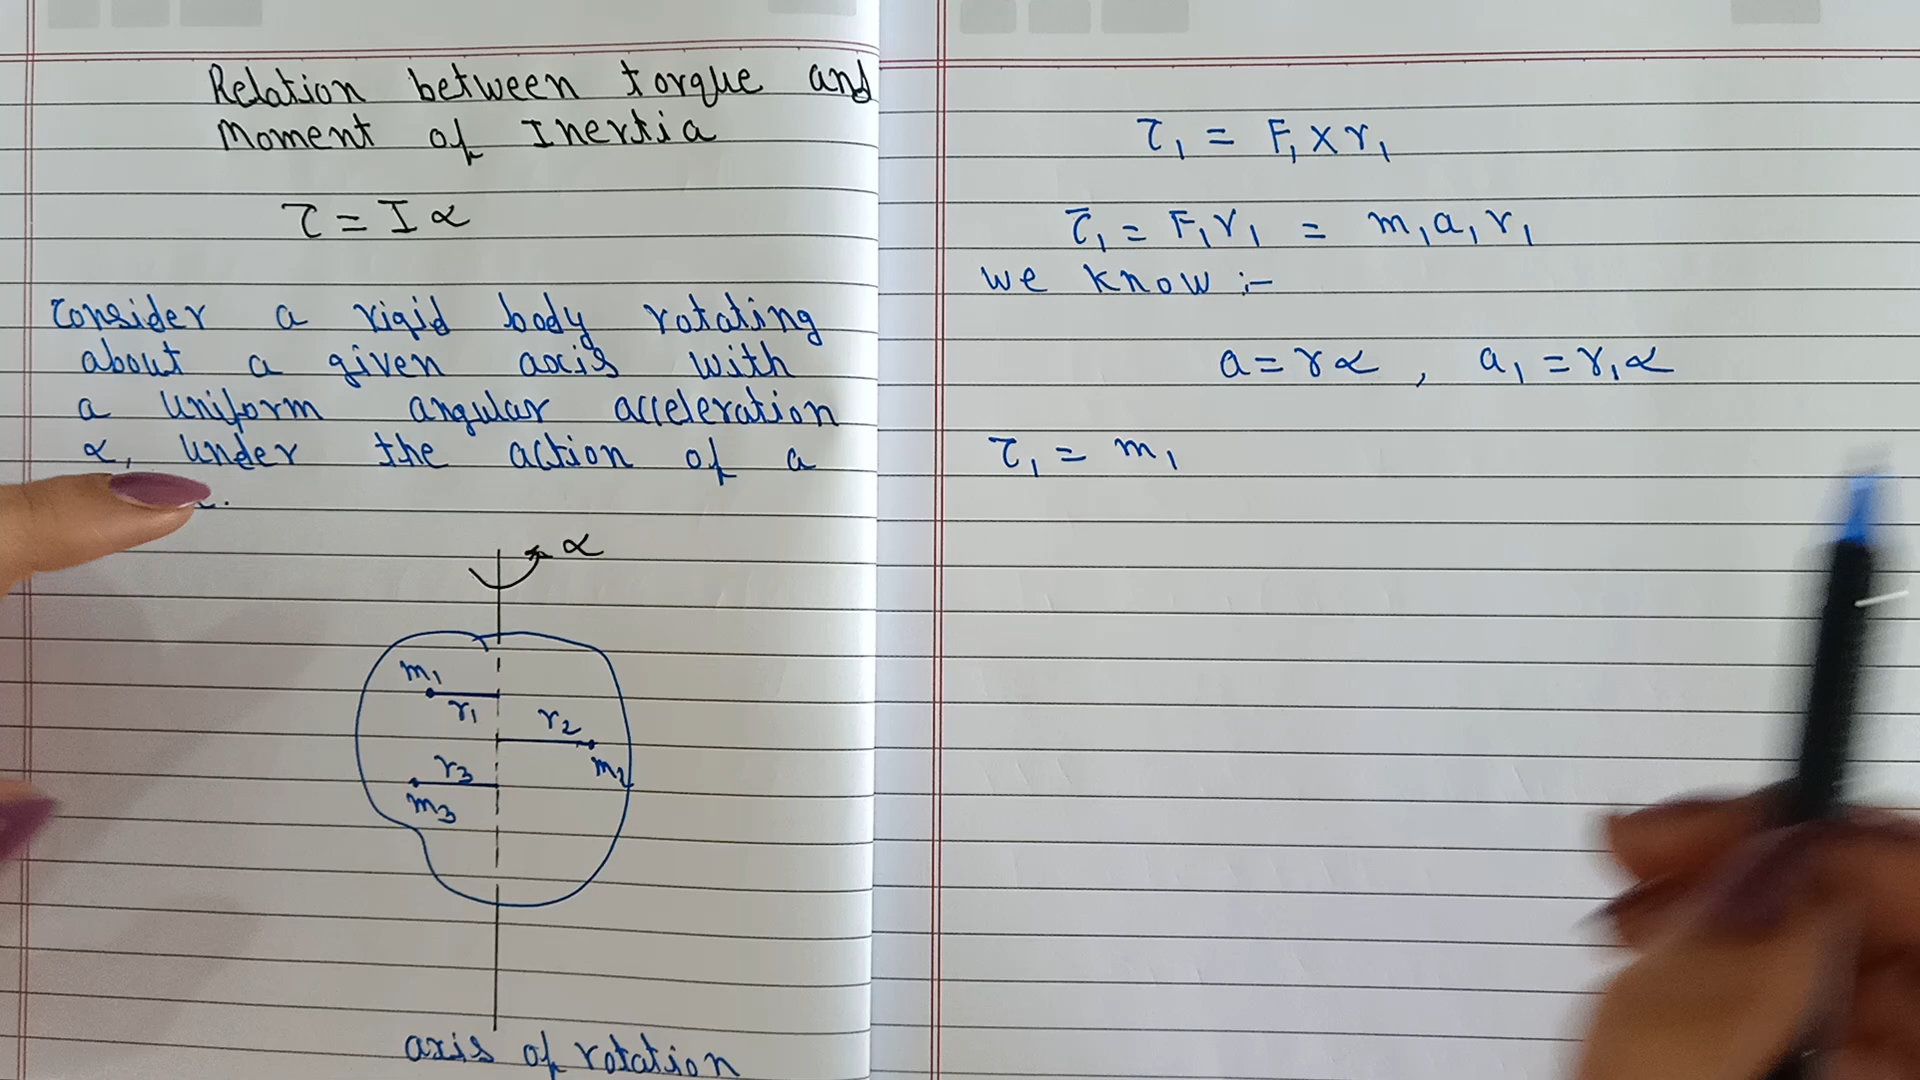 Relation between torque and
Moment of Inertia
τ = I α
Consider a rigid body rotating
about a given axis with
a uniform angular acceleration
α, under the action of a
α
m₁
r₁
r₂
m₂
r₃
m₃
axis of rotation
τ₁ = F₁ × r₁
τ₁ = F₁r₁ = m₁a₁r₁
we know :-
a = rα , a₁ = r₁α
τ₁ = m₁